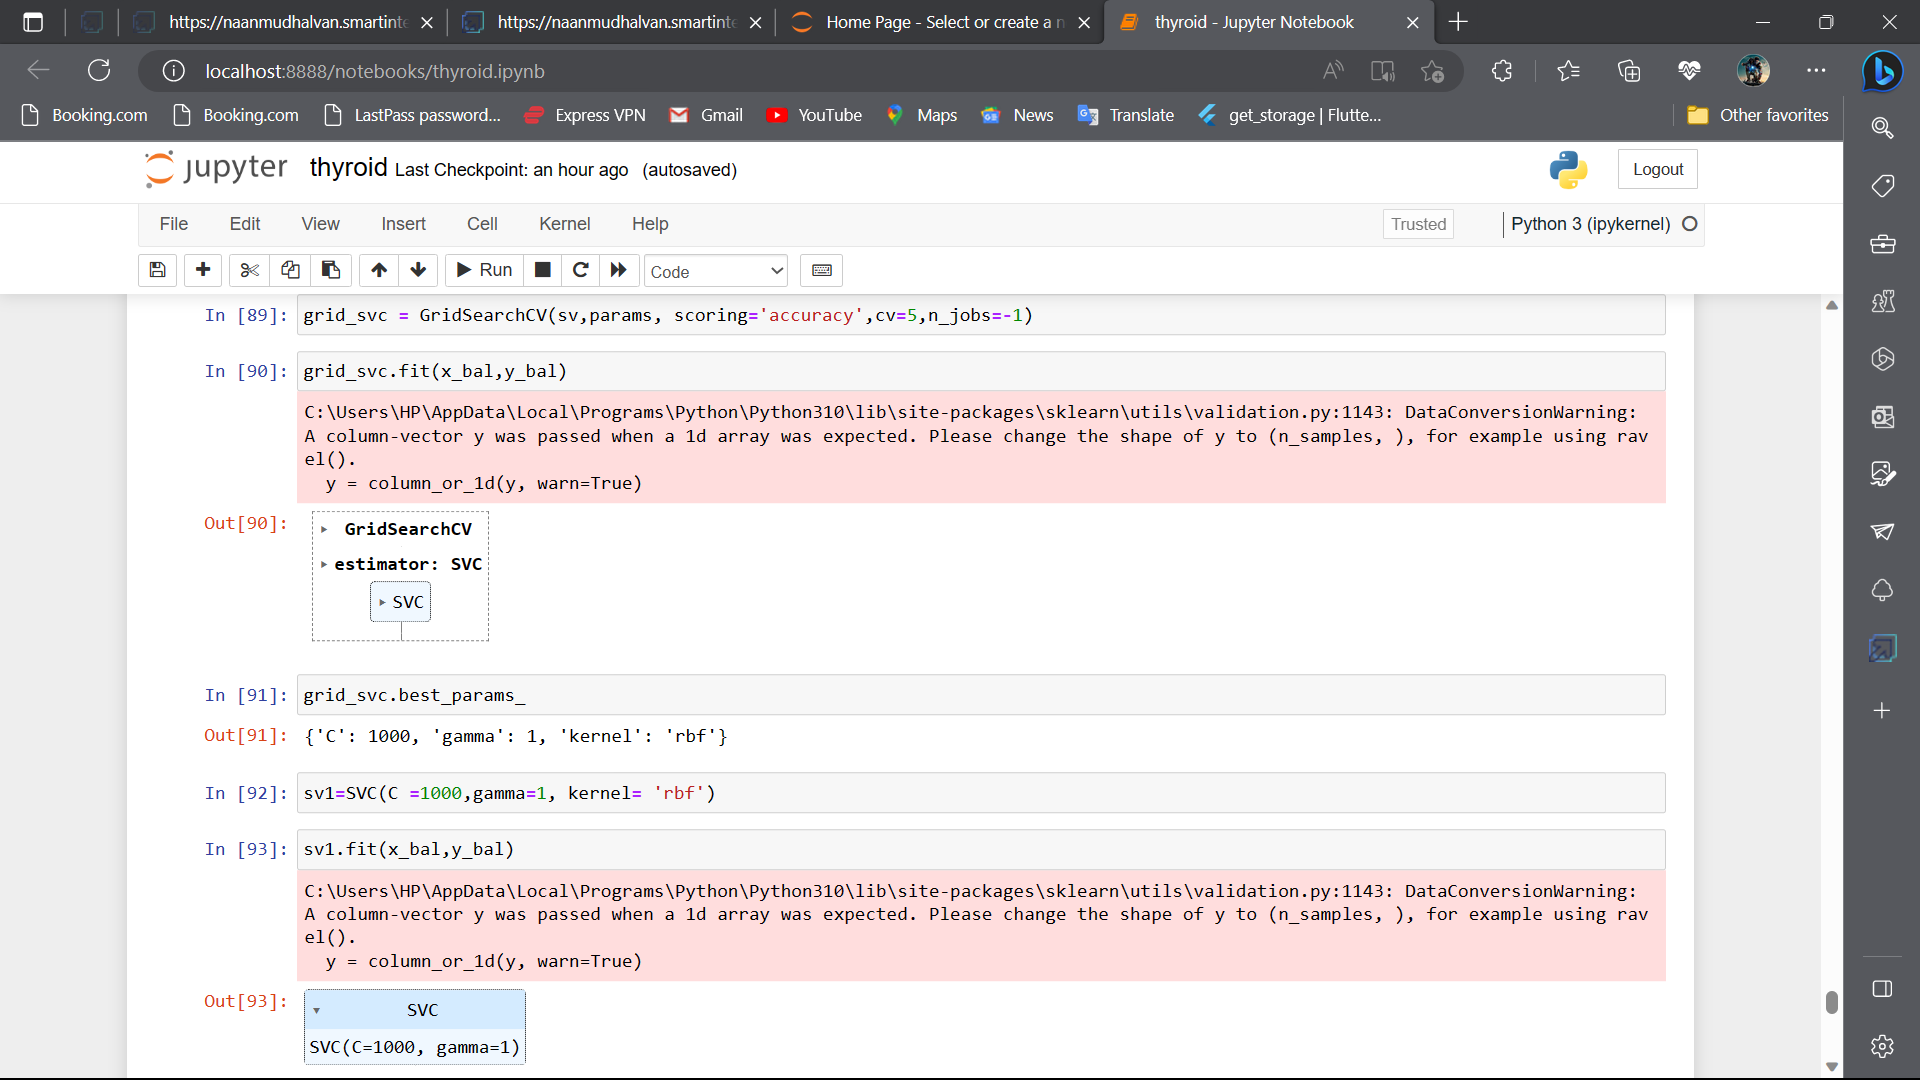 https://naanmudhalvan.smartinte
https://naanmudhalvan.smartinte
Home Page - Select or create a n
thyroid - Jupyter Notebook
localhost:8888/notebooks/thyroid.ipynb
Booking.com
Booking.com
LastPass password...
Express VPN
Gmail
YouTube
Maps
News
Translate
get_storage | Flutte...
Other favorites
jupyter
thyroid Last Checkpoint: an hour ago (autosaved)
Logout
File Edit View Insert Cell Kernel Help
Trusted
Python 3 (ipykernel)
Run
Code
In [89]: grid_svc = GridSearchCV(sv,params, scoring='accuracy',cv=5,n_jobs=-1)
In [90]: grid_svc.fit(x_bal,y_bal)
C:\Users\HP\AppData\Local\Programs\Python\Python310\lib\site-packages\sklearn\utils\validation.py:1143: DataConversionWarning:
A column-vector y was passed when a 1d array was expected. Please change the shape of y to (n_samples, ), for example using rav
el().
y = column_or_1d(y, warn=True)
Out[90]:
GridSearchCV
estimator: SVC
SVC
In [91]: grid_svc.best_params_
Out[91]: {'C': 1000, 'gamma': 1, 'kernel': 'rbf'}
In [92]: sv1=SVC(C =1000,gamma=1, kernel= 'rbf')
In [93]: sv1.fit(x_bal,y_bal)
C:\Users\HP\AppData\Local\Programs\Python\Python310\lib\site-packages\sklearn\utils\validation.py:1143: DataConversionWarning:
A column-vector y was passed when a 1d array was expected. Please change the shape of y to (n_samples, ), for example using rav
el().
y = column_or_1d(y, warn=True)
Out[93]:
SVC
SVC(C=1000, gamma=1)